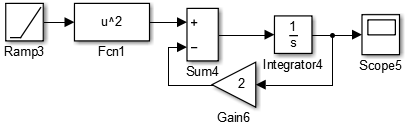 u^2
+
−
1
s
2
Ramp3
Fcn1
Sum4
Integrator4
Scope5
Gain6